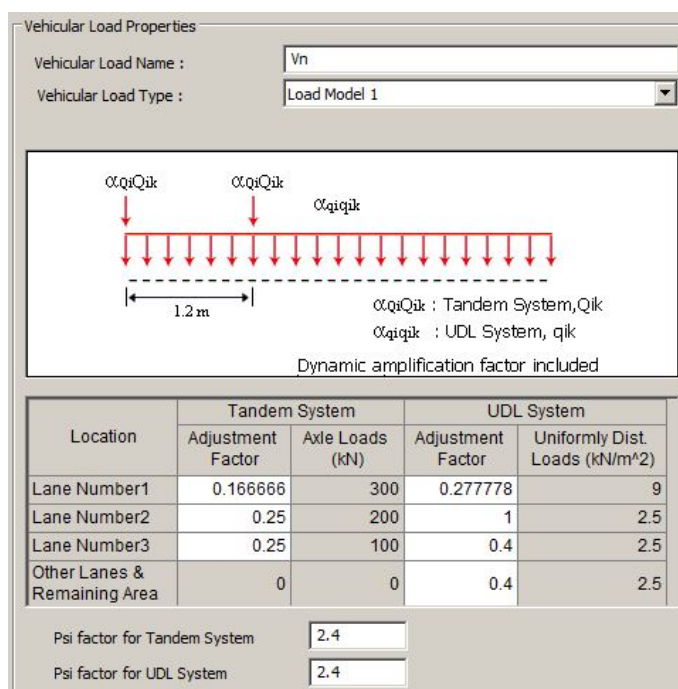 Vehicular Load Properties
Vehicular Load Name :
Vn
Vehicular Load Type :
Load Model 1
αQiQik αQiQik
αqiqik
1.2 m
αQiQik : Tandem System,Qik
αqiqik : UDL System, qik
Dynamic amplification factor included
Location Tandem System UDL System
Adjustment Factor Axle Loads (kN) Adjustment Factor Uniformly Dist. Loads (kN/m^2)
Lane Number1 0.166666 300 0.277778 9
Lane Number2 0.25 200 1 2.5
Lane Number3 0.25 100 0.4 2.5
Other Lanes & Remaining Area 0 0 0.4 2.5
Psi factor for Tandem System 2.4
Psi factor for UDL System 2.4